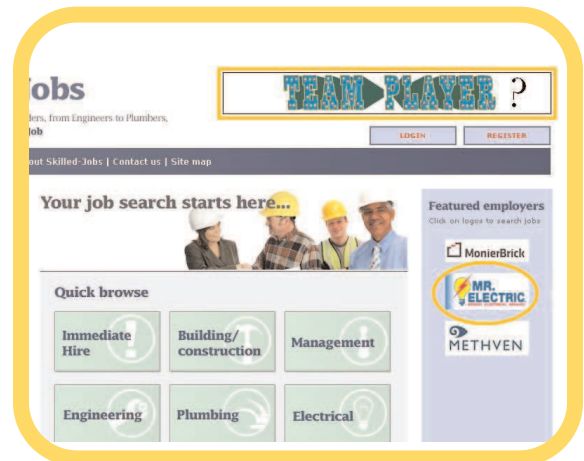 Jobs
ders, from Engineers to Plumbers,
Job
TEAM PLAYER ?
LOGIN
REGISTER
out Skilled-Jobs | Contact us | Site map
Your job search starts here...
Quick browse
Immediate
Hire
Building/
construction
Management
Engineering
Plumbing
Electrical
Featured employers
Click on logos to search jobs
MonierBrick
MR.
ELECTRIC
METHVEN